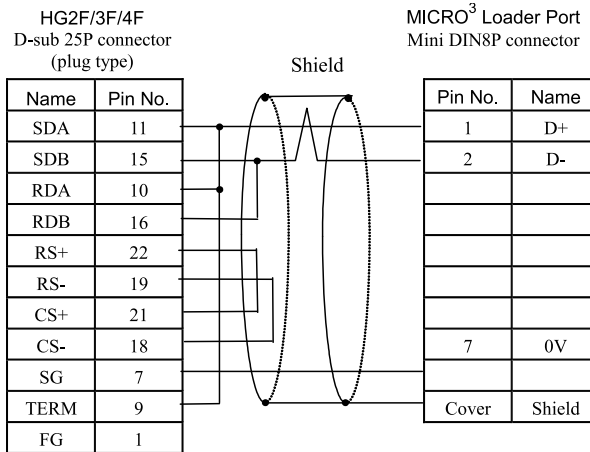 HG2F/3F/4F
D-sub 25P connector
(plug type)
Shield
MICRO³ Loader Port
Mini DIN8P connector
Name Pin No.
SDA 11
SDB 15
RDA 10
RDB 16
RS+ 22
RS- 19
CS+ 21
CS- 18
SG 7
TERM 9
FG 1
Pin No. Name
1 D+
2 D-
7 0V
Cover Shield